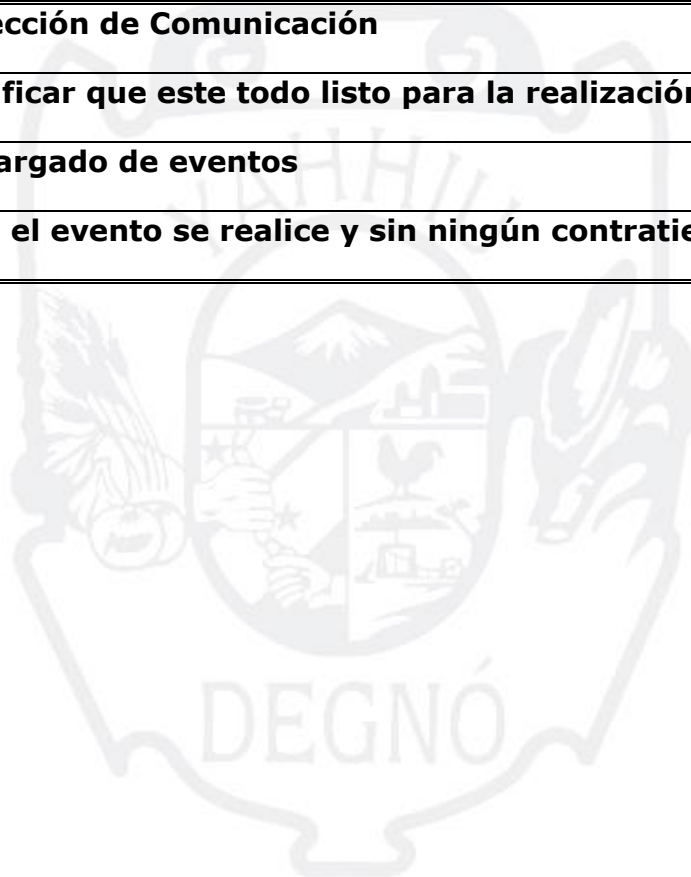 ección de Comunicación
ficar que este todo listo para la realización
argado de eventos
el evento se realice y sin ningún contratie
YAHHILI
DEGNÓ